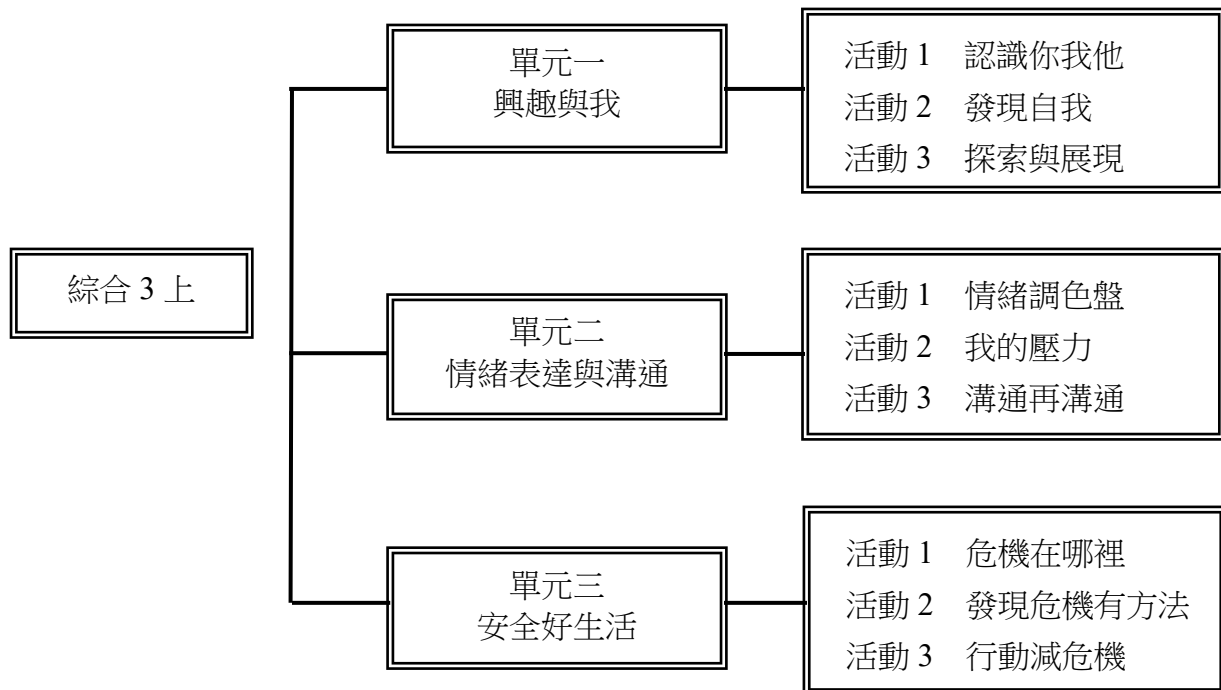 綜合 3 上
單元一
興趣與我
活動 1　認識你我他
活動 2　發現自我
活動 3　探索與展現
單元二
情緒表達與溝通
活動 1　情緒調色盤
活動 2　我的壓力
活動 3　溝通再溝通
單元三
安全好生活
活動 1　危機在哪裡
活動 2　發現危機有方法
活動 3　行動減危機